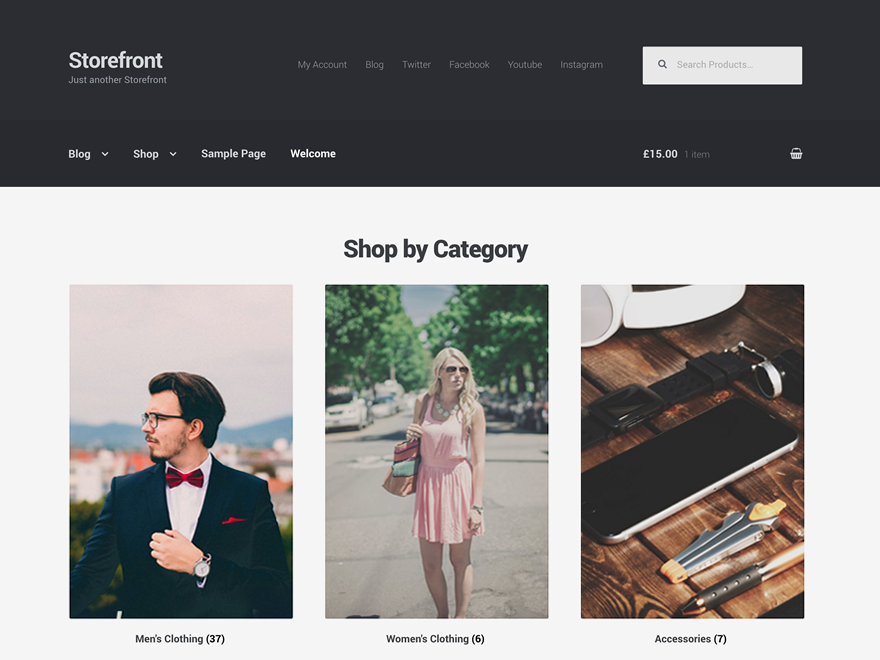 Storefront
Just another Storefront
My Account Blog Twitter Facebook Youtube Instagram
Search Products...
Blog Shop Sample Page Welcome
£15.00 1 item
Shop by Category
Men's Clothing (37)
Women's Clothing (6)
Accessories (7)